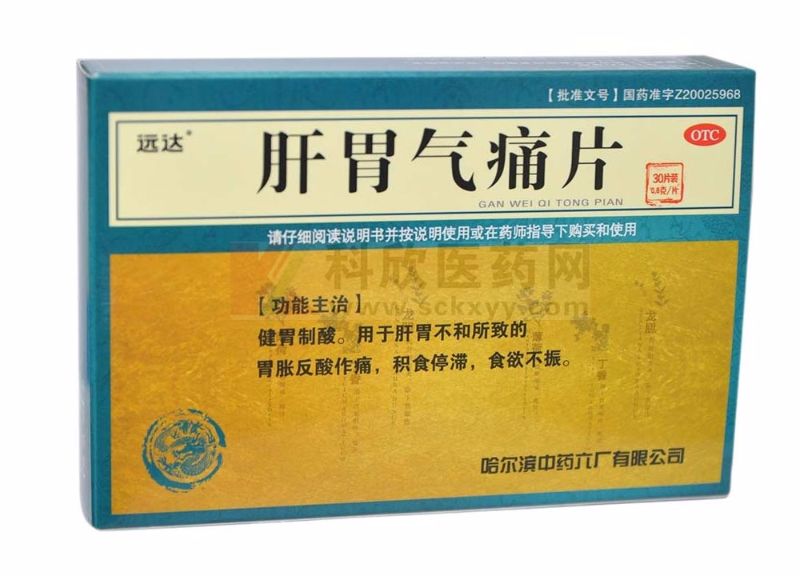 【批准文号】国药准字Z20025968
远达®
肝胃气痛片
OTC
30片装
0.8克/片
GAN WEI QI TONG PIAN
请仔细阅读说明书并按说明使用或在药师指导下购买和使用
科欣医药网
www.sckxyy.com
【功能主治】
健胃制酸。用于肝胃不和所致的
胃胀反酸作痛，积食停滞，食欲不振。
龙胆
丁香
哈尔滨中药六厂有限公司